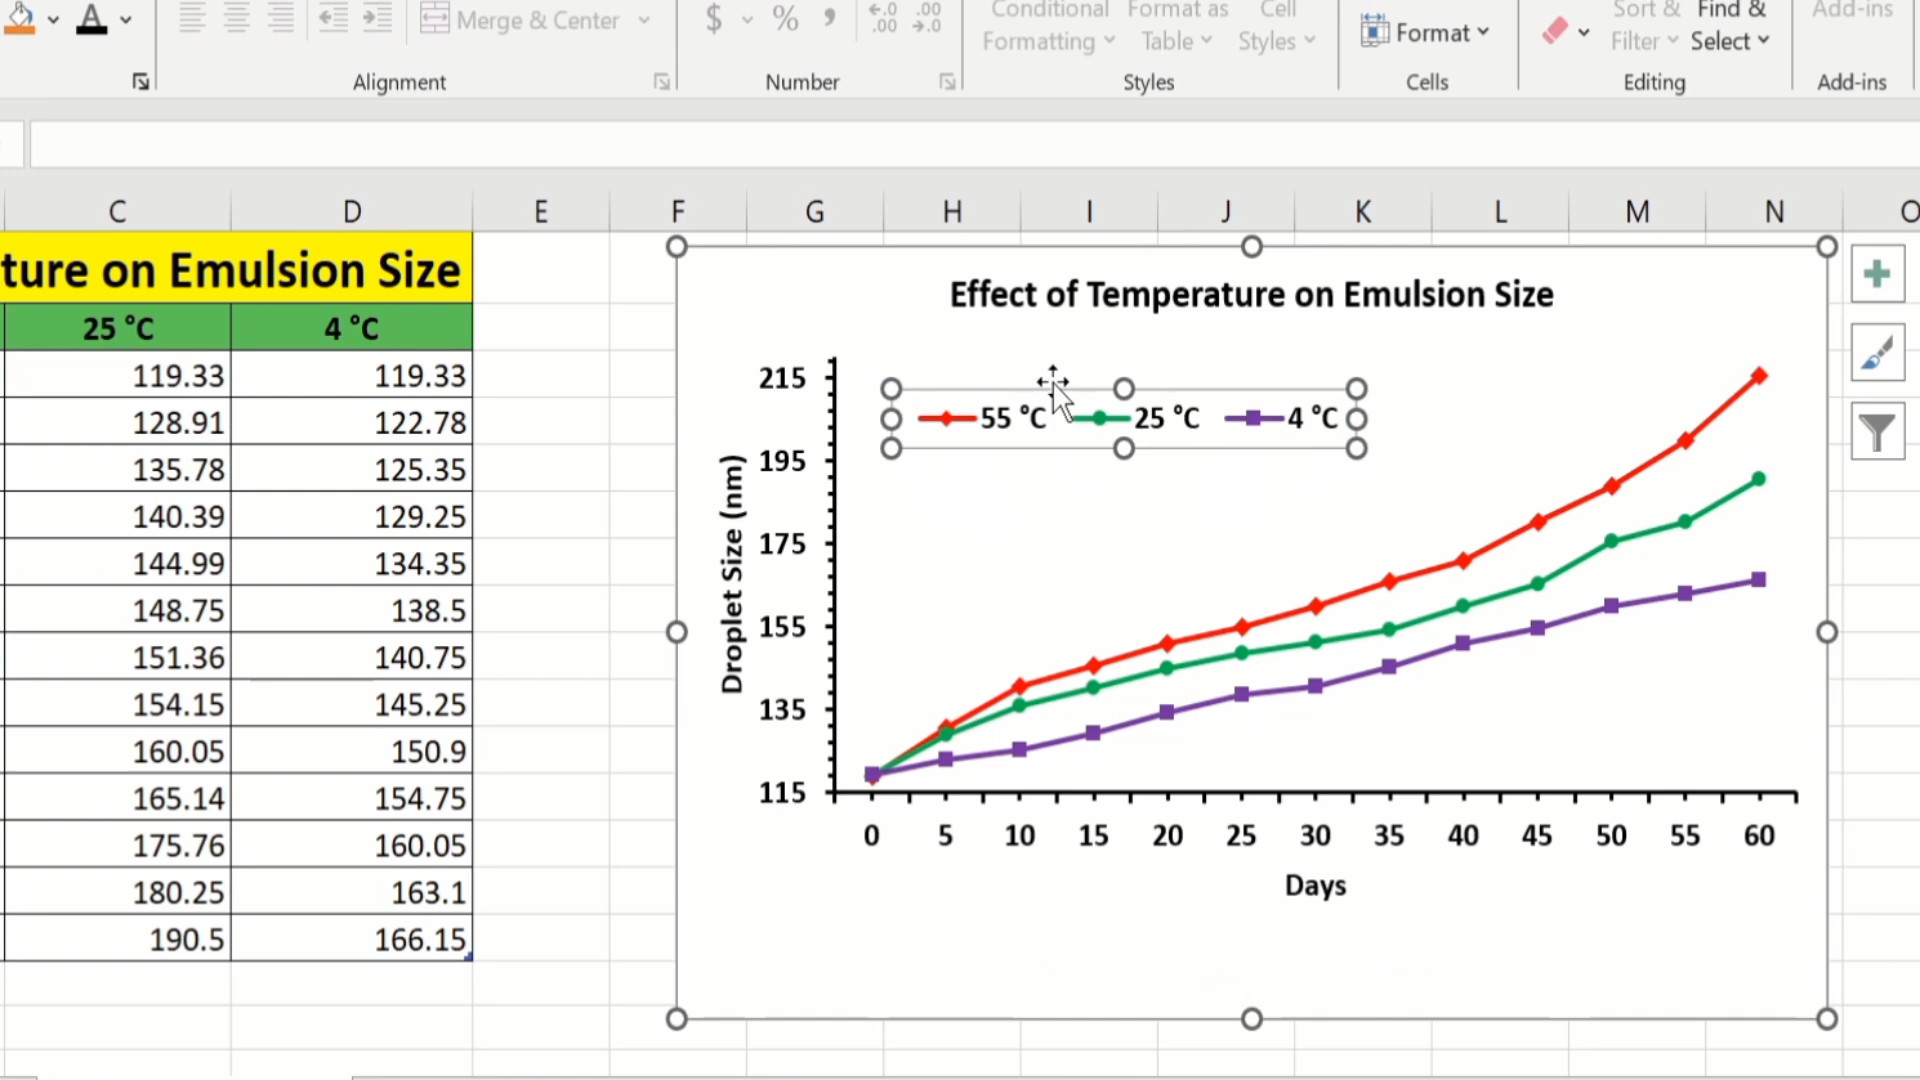 A
Merge & Center
$ % ,
Conditional
Formatting
Format as
Table
Cell
Styles
Format
Sort &
Filter
Find &
Select
Add-ins
Alignment
Number
Styles
Cells
Editing
Add-ins
C D E F G H I J K L M N O
ture on Emulsion Size
25 °C 4 °C
119.33 119.33
128.91 122.78
135.78 125.35
140.39 129.25
144.99 134.35
148.75 138.5
151.36 140.75
154.15 145.25
160.05 150.9
165.14 154.75
175.76 160.05
180.25 163.1
190.5 166.15
Effect of Temperature on Emulsion Size
55 °C 25 °C 4 °C
Droplet Size (nm)
215
195
175
155
135
115
0 5 10 15 20 25 30 35 40 45 50 55 60
Days